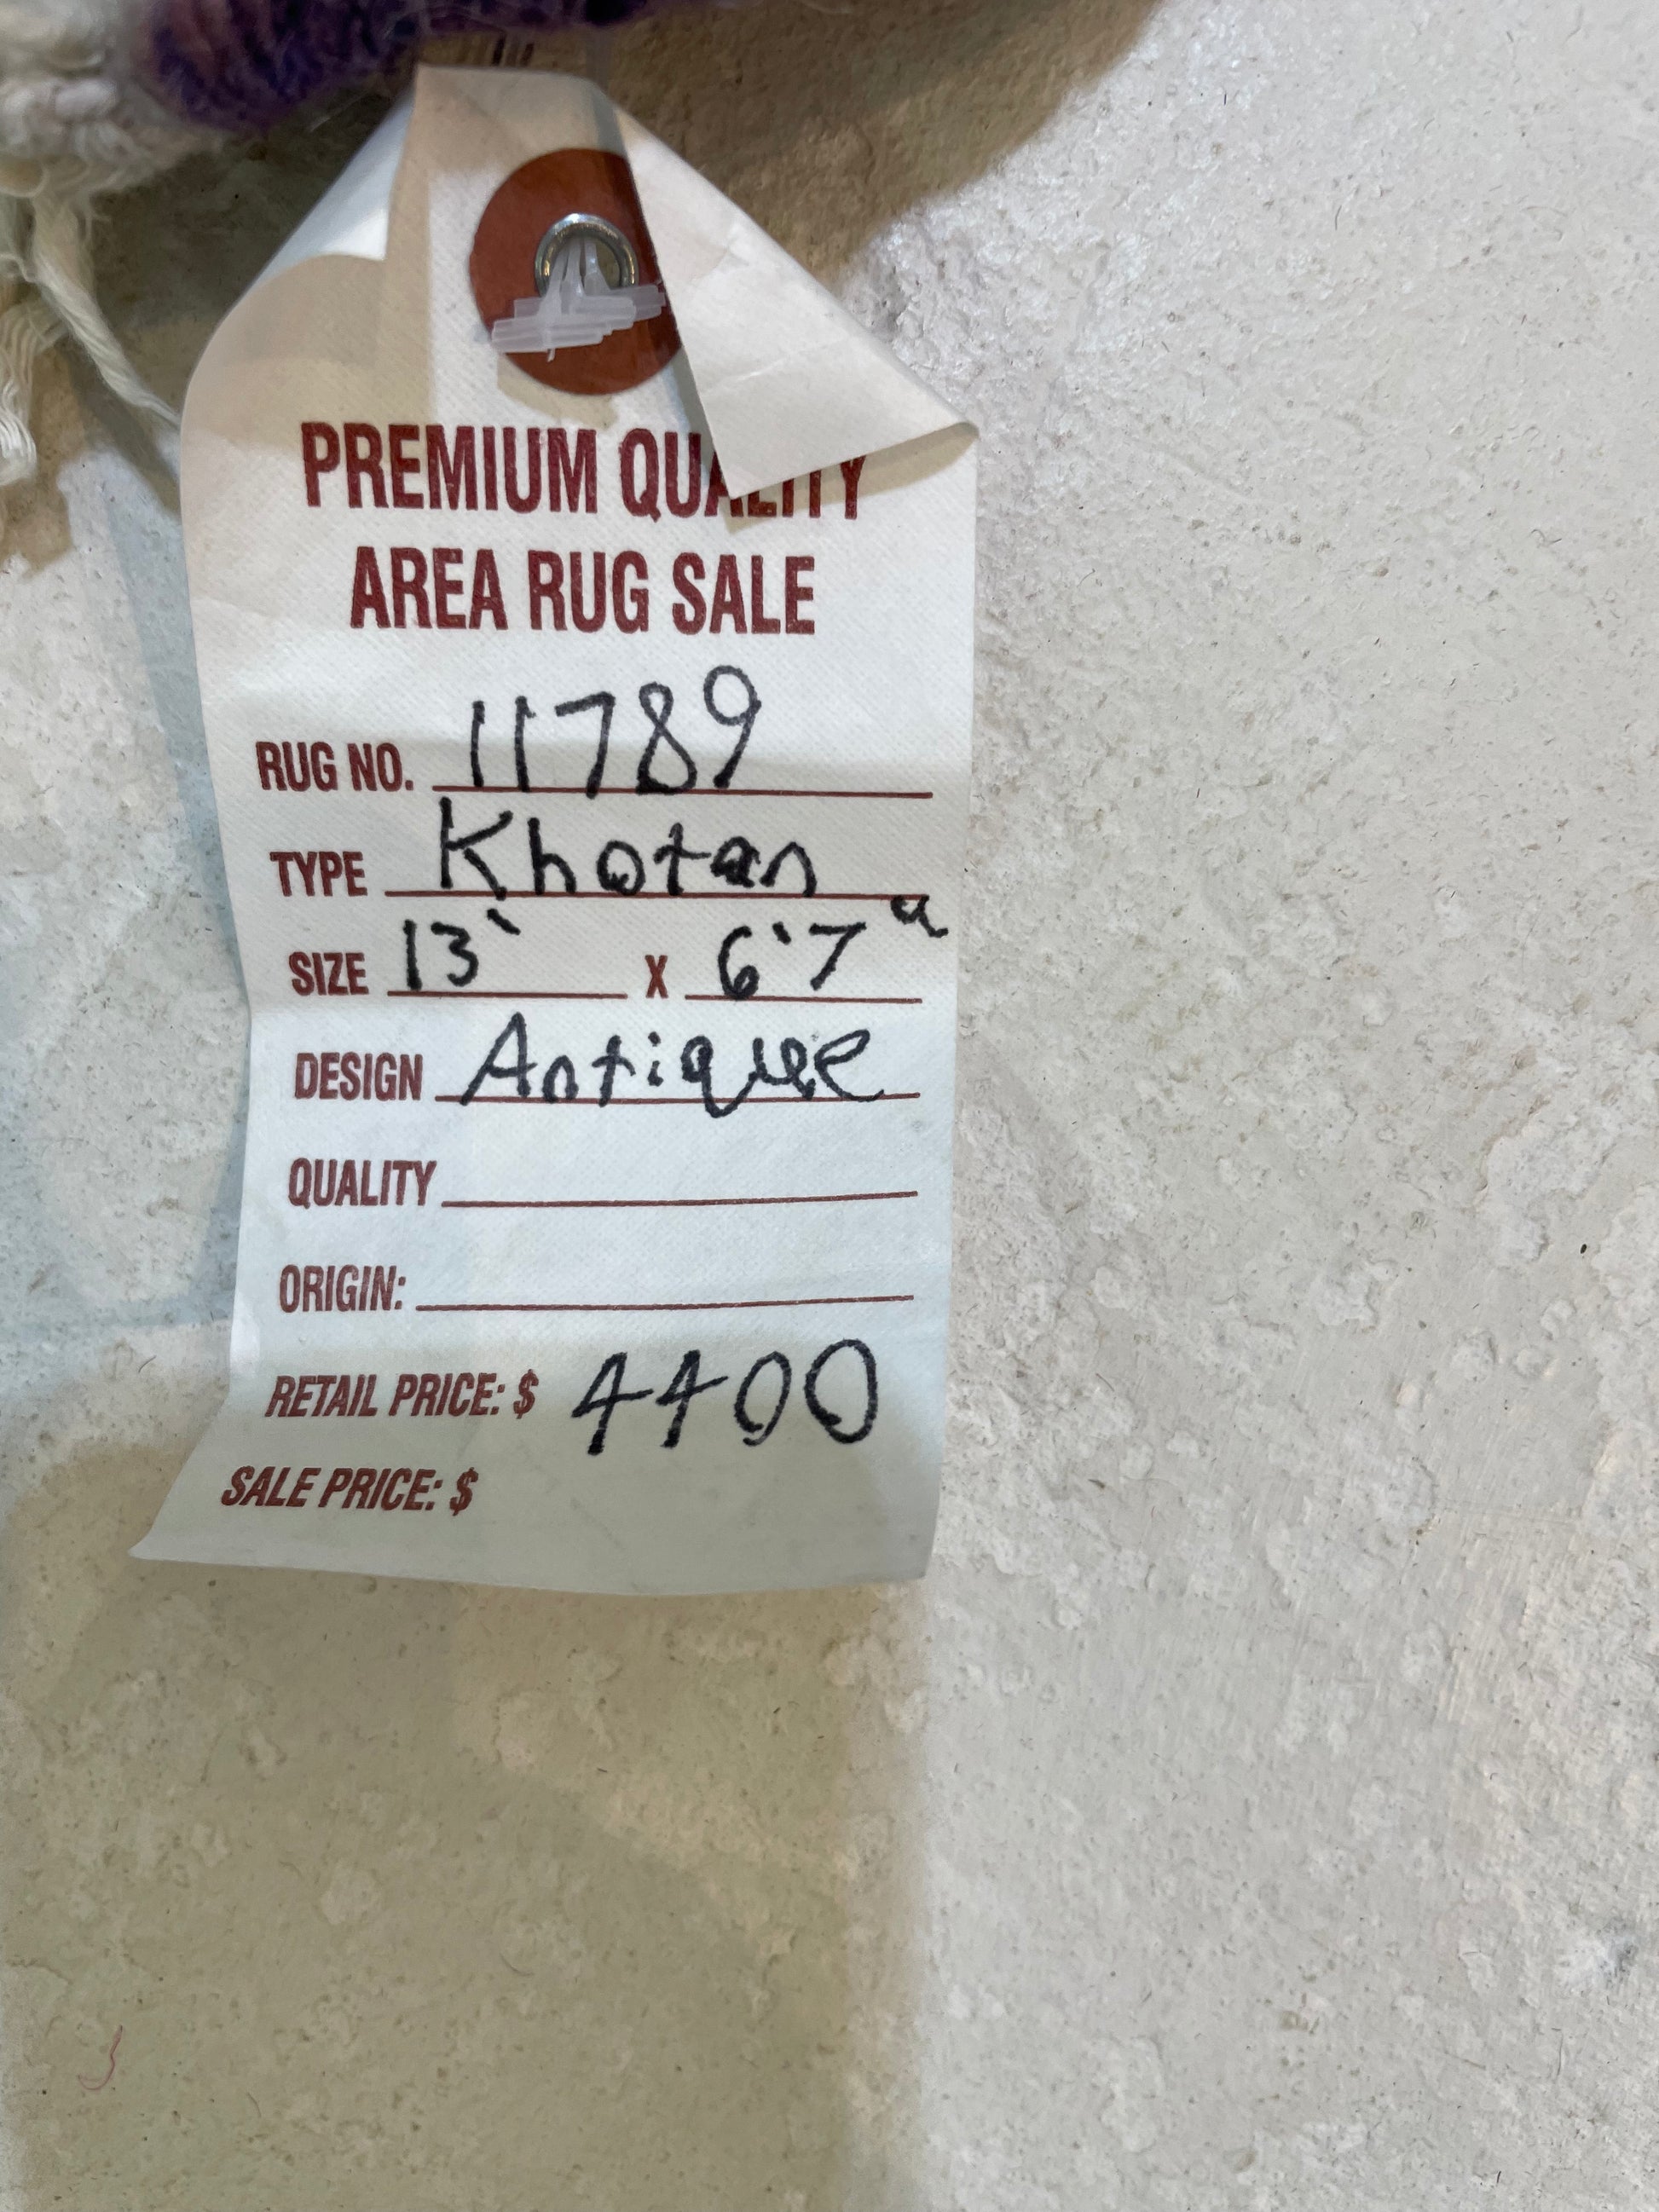 PREMIUM QUALITY
AREA RUG SALE
RUG NO. 11789
TYPE Khotan
SIZE 13' X 6'7"
DESIGN Antique
QUALITY
ORIGIN:
RETAIL PRICE: $ 4400
SALE PRICE: $